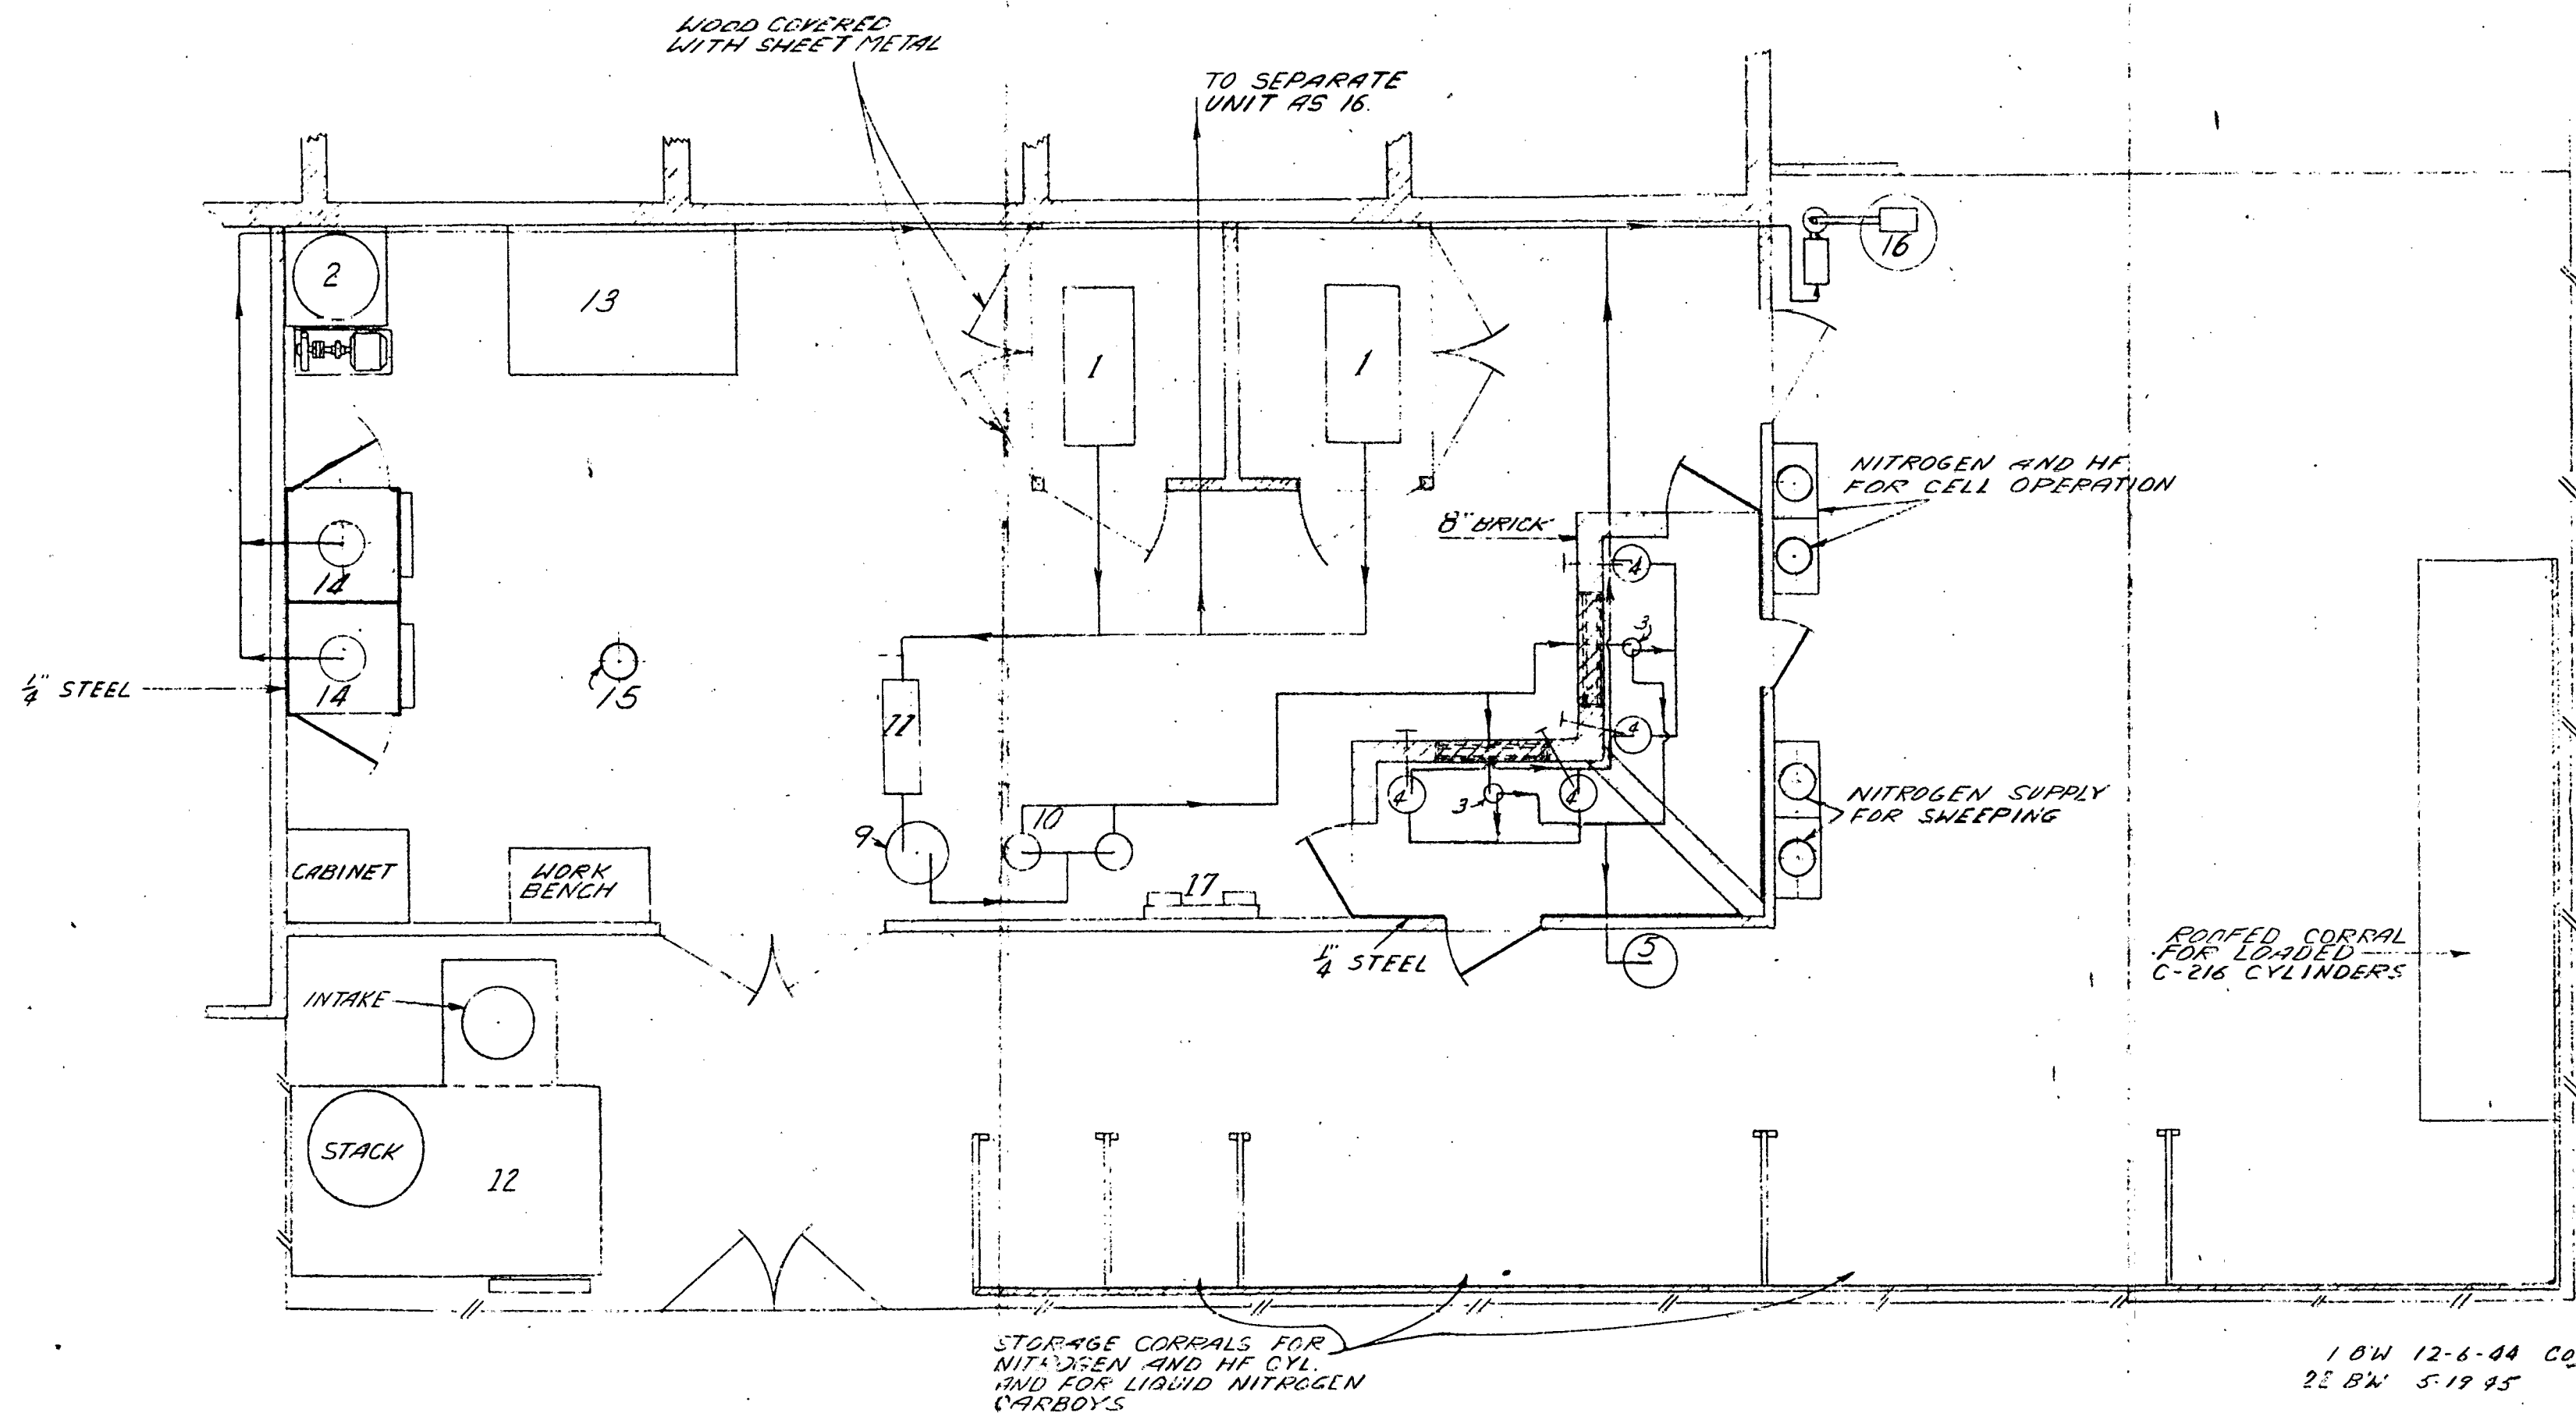 WOOD COVERED
WITH SHEET METAL
TO SEPARATE
UNIT AS 16.
2
13
1
1
16
NITROGEN AND HF
FOR CELL OPERATION
8" BRICK
4
14
3
14
1/4" STEEL
15
11
4
4
3
4
NITROGEN SUPPLY
FOR SWEEPING
10
9
CABINET
WORK
BENCH
17
1/4" STEEL
5
ROOFED CORRAL
FOR LOADED
C-216 CYLINDERS
INTAKE
STACK
12
STORAGE CORRALS FOR
NITROGEN AND HF CYL.
AND FOR LIQUID NITROGEN
CARBOYS
1 BW 12-6-44 CO
BW 5-19 45